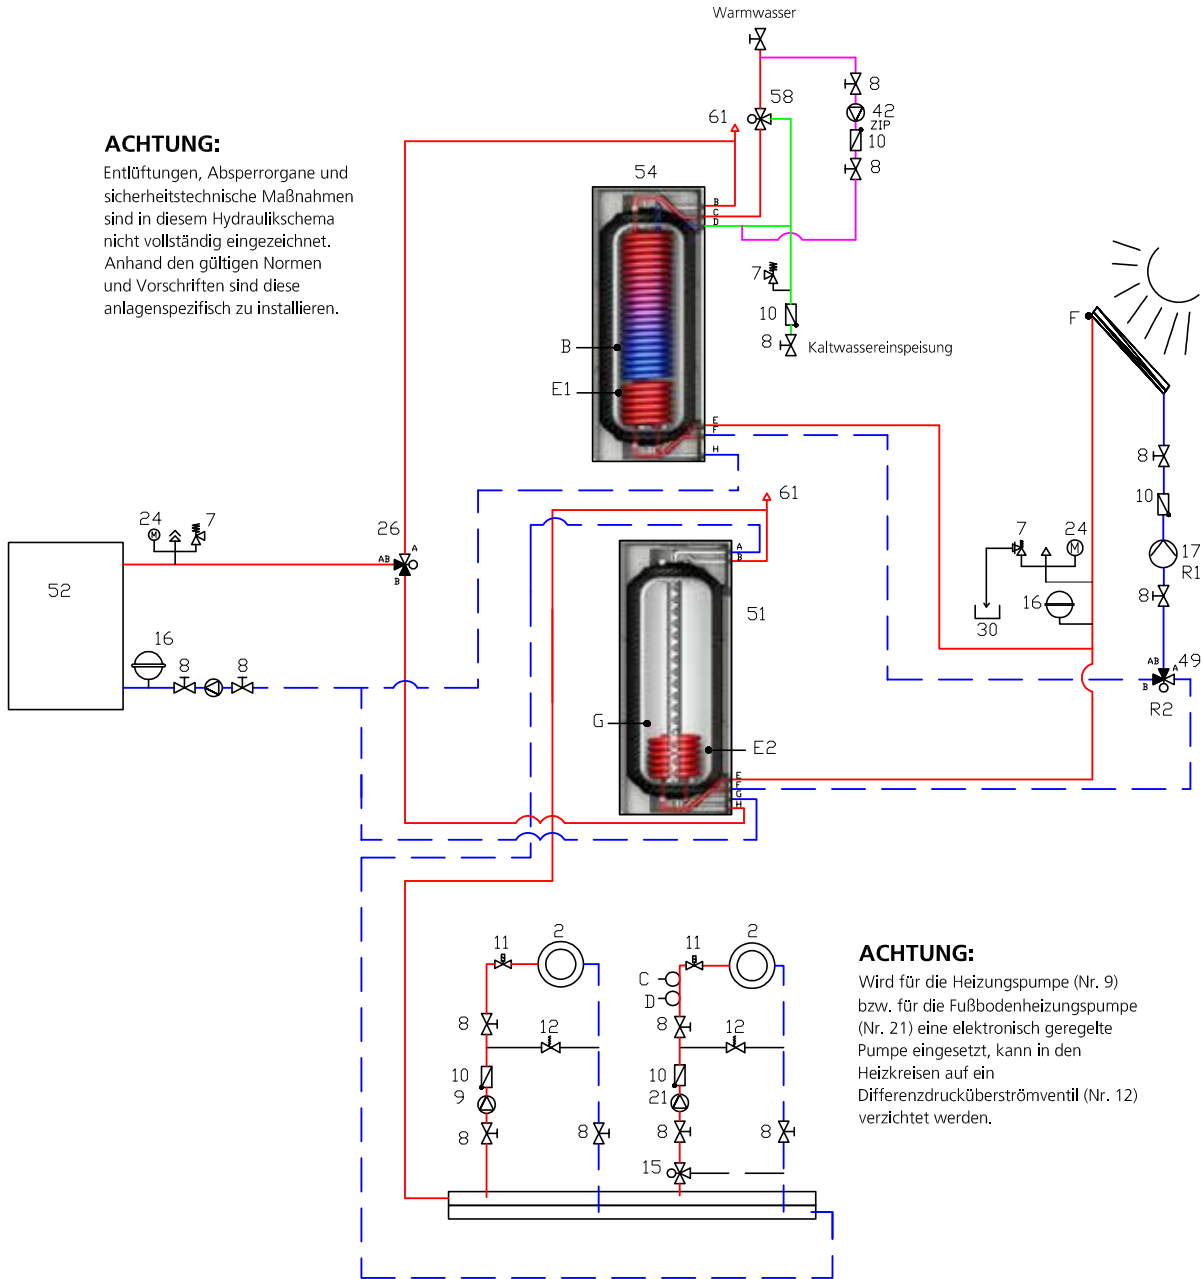 Warmwasser
8
58
42
61
ZIP
10
ACHTUNG:
Entlüftungen, Absperrorgane und
sicherheitstechnische Maßnahmen
sind in diesem Hydraulikschema
nicht vollständig eingezeichnet.
Anhand den gültigen Normen
und Vorschriften sind diese
anlagenspezifisch zu installieren.
8
54
B
C
D
7
10
8
Kaltwassereinspeisung
F
B
E1
E
F
H
8
10
61
24
7
26
A
AB
B
7
24
17
R1
A
B
52
51
16
8
30
16
8
8
AB
A
49
B
R2
G
E2
E
F
G
H
11
2
11
2
C
D
8
12
8
12
10
10
9
21
8
8
8
8
15
ACHTUNG:
Wird für die Heizungspumpe (Nr. 9)
bzw. für die Fußbodenheizungspumpe
(Nr. 21) eine elektronisch geregelte
Pumpe eingesetzt, kann in den
Heizkreisen auf ein
Differenzdrucküberströmventil (Nr. 12)
verzichtet werden.